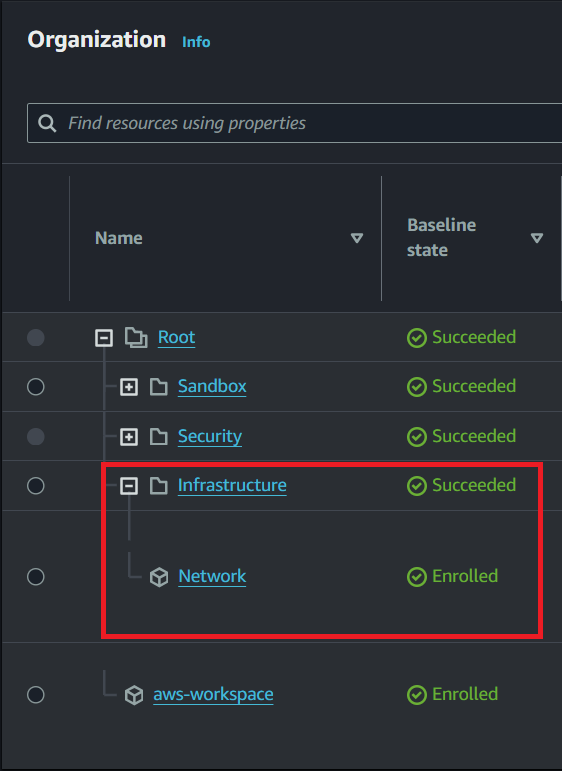 Organization Info
Find resources using properties
Name
Baseline
state
Root Succeeded
Sandbox Succeeded
Security Succeeded
Infrastructure Succeeded
Network Enrolled
aws-workspace Enrolled